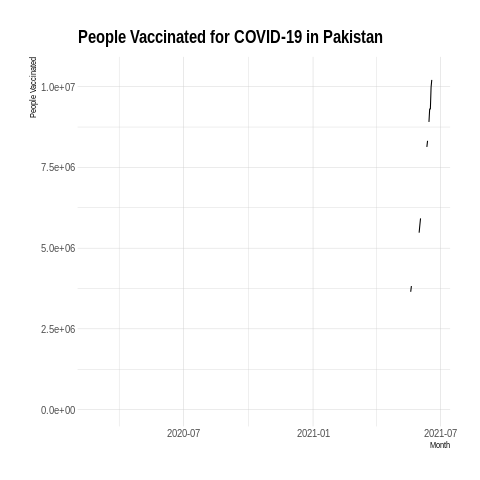 People Vaccinated for COVID-19 in Pakistan
People Vaccinated
1.0e+07
7.5e+06
5.0e+06
2.5e+06
0.0e+00
2020-07 2021-01 2021-07
Month